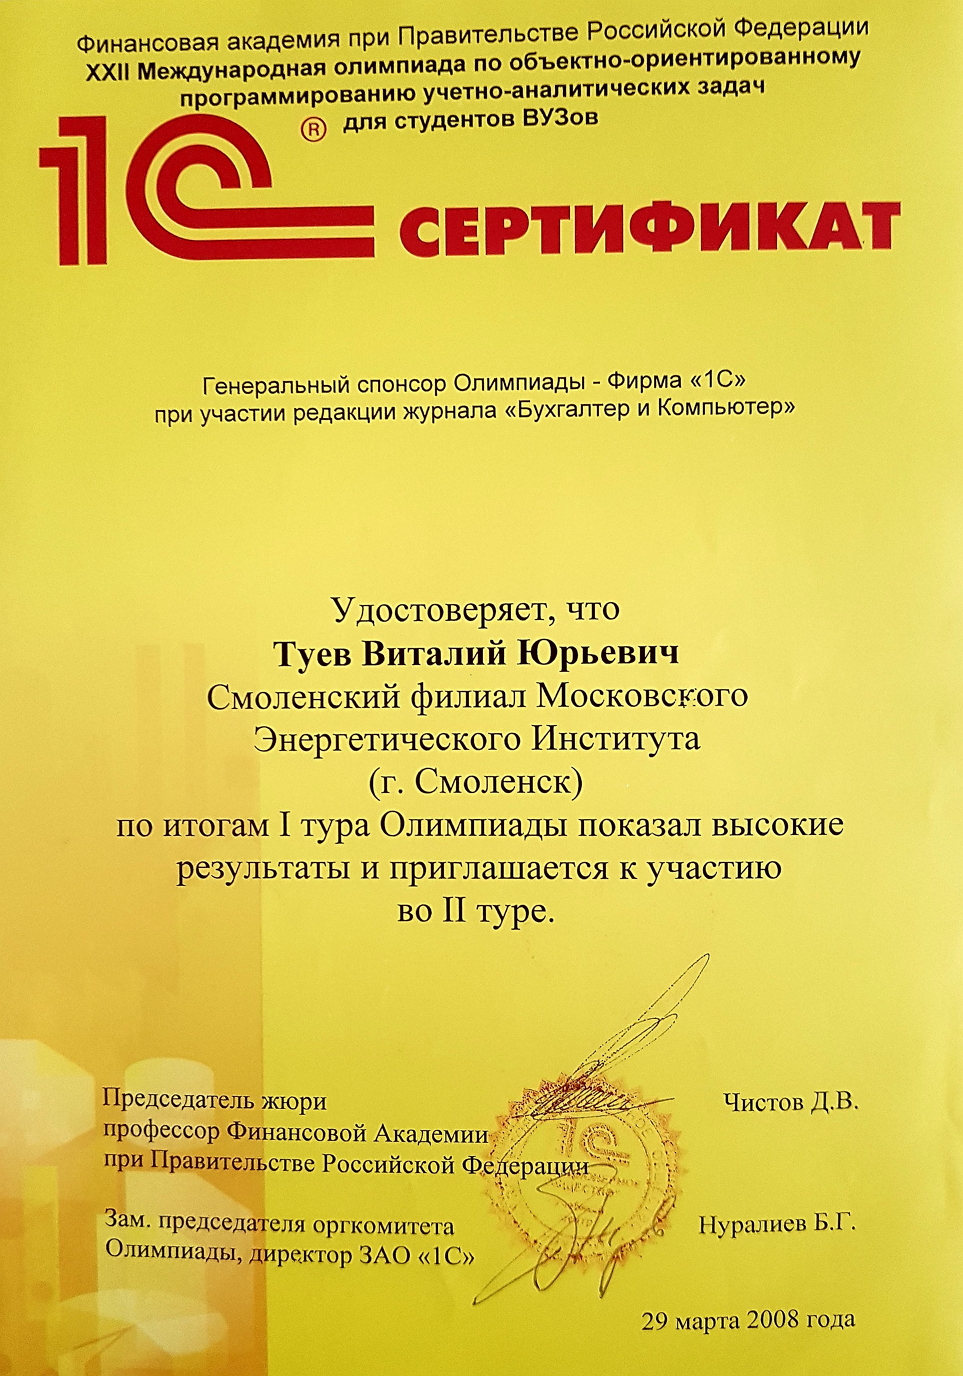 Финансовая академия при Правительстве Российской Федерации
XXII Международная олимпиада по объектно-ориентированному
программированию учетно-аналитических задач
для студентов ВУЗов
1С ® СЕРТИФИКАТ
Генеральный спонсор Олимпиады - Фирма «1С»
при участии редакции журнала «Бухгалтер и Компьютер»
Удостоверяет, что
Туев Виталий Юрьевич
Смоленский филиал Московского
Энергетического Института
(г. Смоленск)
по итогам I тура Олимпиады показал высокие
результаты и приглашается к участию
во II туре.
Председатель жюри
профессор Финансовой Академии
при Правительстве Российской Федерации
Чистов Д.В.
1С
Зам. председателя оргкомитета
Олимпиады, директор ЗАО «1С»
Нуралиев Б.Г.
29 марта 2008 года